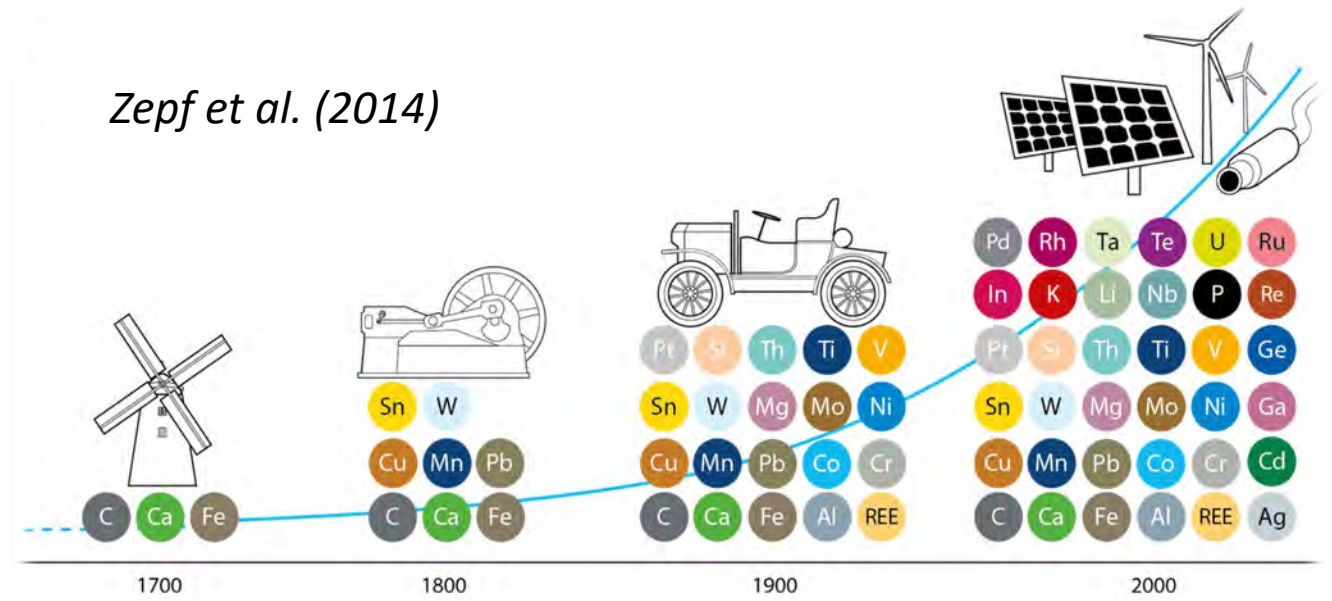 Zepf et al. (2014)
Pd Rh Ta Te U Ru
In K Li Nb P Re
Pt Si Th Ti V
Pt Si Th Ti V Ge
Sn W
Sn W Mg Mo Ni
Sn W Mg Mo Ni Ga
Cu Mn Pb
Cu Mn Pb Co Cr
Cu Mn Pb Co Cr Cd
C Ca Fe
C Ca Fe
C Ca Fe Al REE
C Ca Fe Al REE Ag
1700 1800 1900 2000